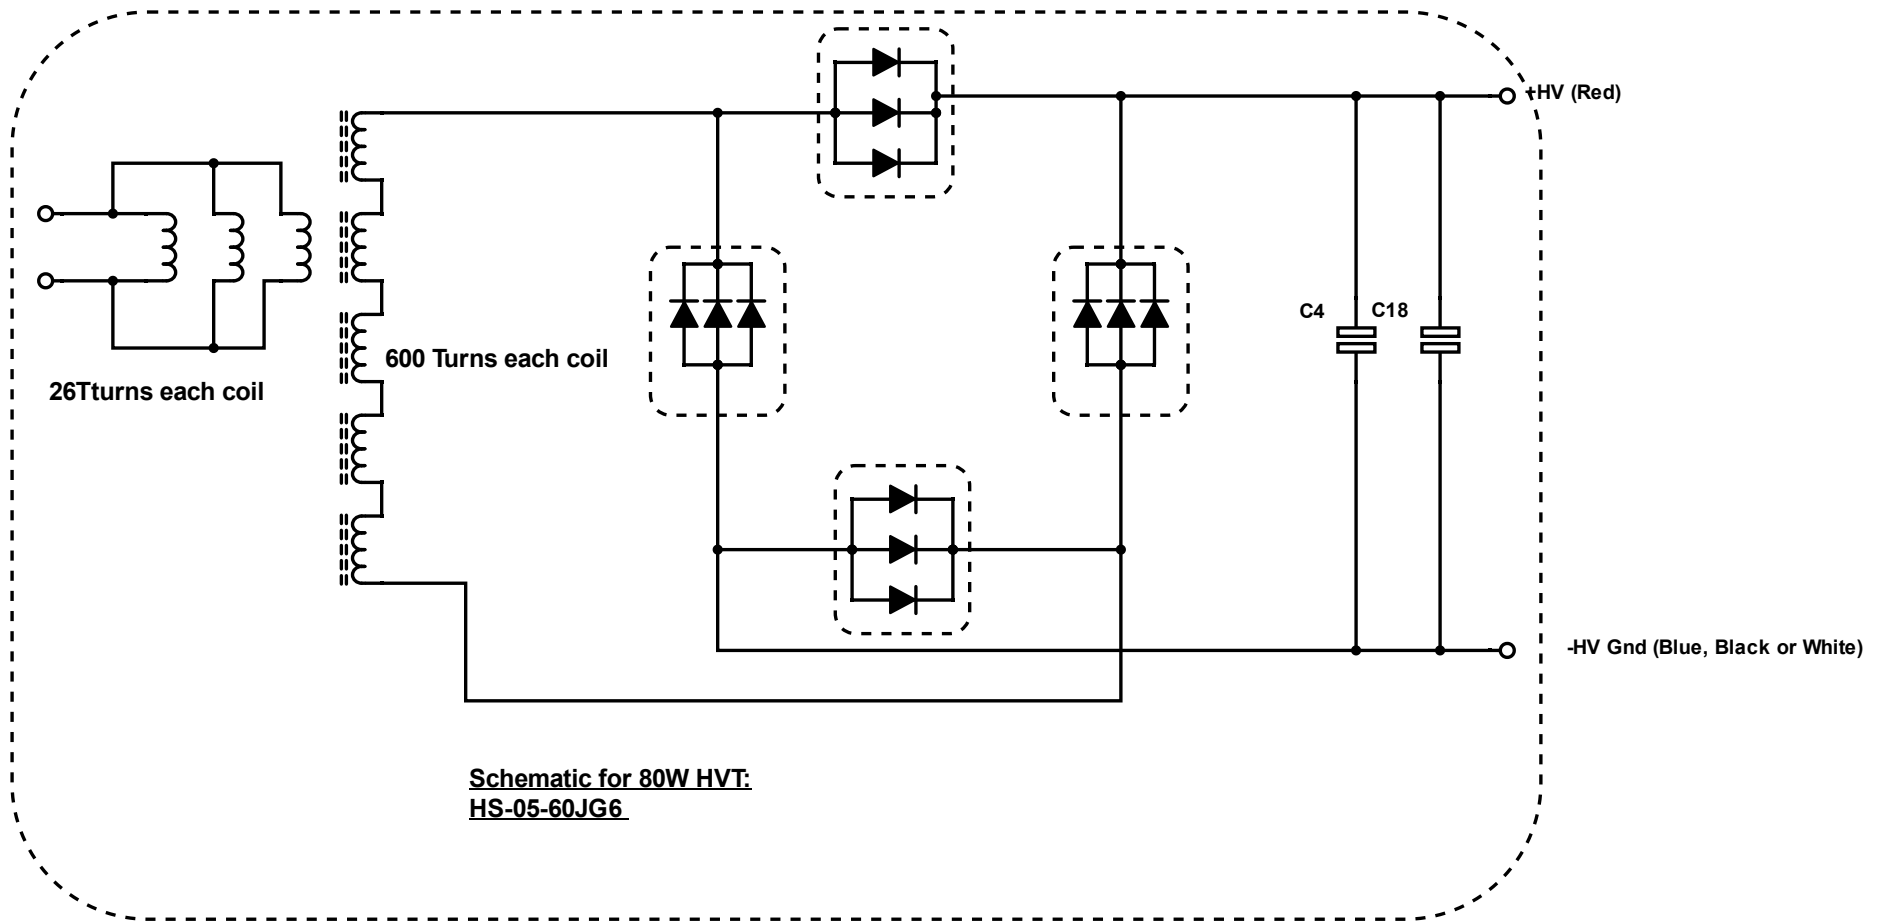 +HV (Red)
C4
C18
600 Turns each coil
26Tturns each coil
-HV Gnd (Blue, Black or White)
Schematic for 80W HVT:
HS-05-60JG6